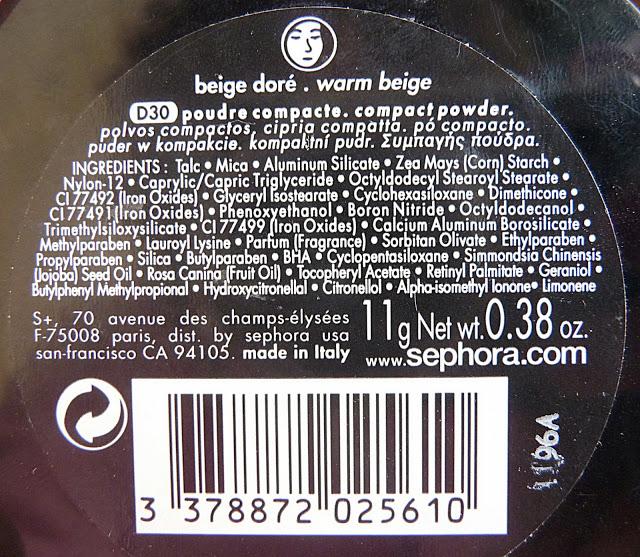 beige doré . warm beige
D30 poudre compacte. compact powder.
polvos compactos, cipria compatta. pó compacto.
puder w kompakcie. kompaktní pudr. Συμπαγής πούδρα.
INGREDIENTS : Talc • Mica • Aluminum Silicate • Zea Mays (Corn) Starch •
Nylon-12 • Caprylic/Capric Triglyceride • Octyldodecyl Stearoyl Stearate •
CI 77492 (Iron Oxides) • Glyceryl Isostearate • Cyclohexasiloxane • Dimethicone •
CI 77491 (Iron Oxides) • Phenoxyethanol • Boron Nitride • Octyldodecanol •
Trimethylsiloxysilicate • CI 77499 (Iron Oxides) • Calcium Aluminum Borosilicate •
Methylparaben • Lauroyl Lysine • Parfum (Fragrance) • Sorbitan Olivate • Ethylparaben •
Propylparaben • Silica • Butylparaben • BHA • Cyclopentasiloxane • Simmondsia Chinensis
(Jojoba) Seed Oil • Rosa Canina (Fruit Oil) • Tocopheryl Acetate • Retinyl Palmitate • Geraniol •
Butylphenyl Methylpropional • Hydroxycitronellal • Citronellol • Alpha-isomethyl Ionone • Limonene
S+, 70 avenue des champs-élysées
F-75008 paris, dist. by sephora usa
san-francisco CA 94105. made in Italy
11g Net wt. 0.38 oz.
www.sephora.com
3 378872 025610